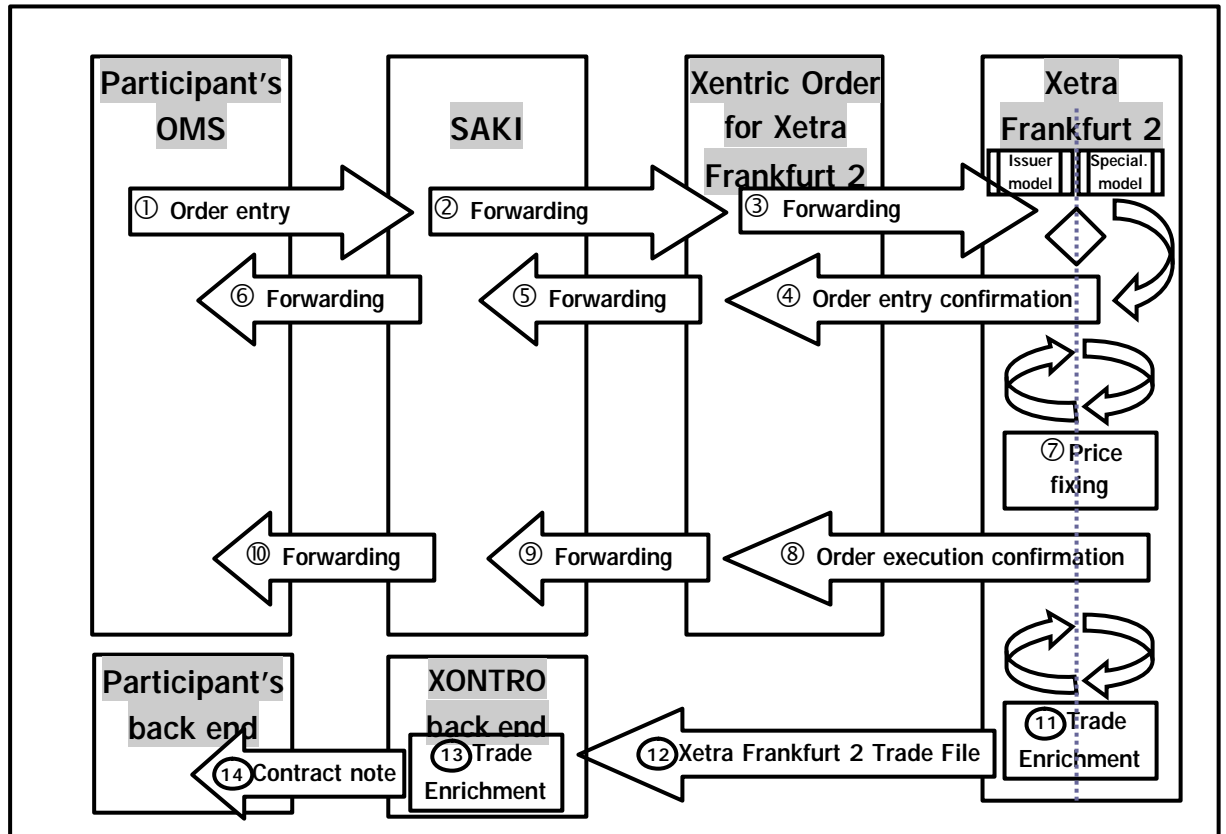 Participant's
OMS
SAKI
Xentric Order
for Xetra
Frankfurt 2
Xetra
Frankfurt 2
Issuer
model
Special.
model
① Order entry
② Forwarding
③ Forwarding
⑥ Forwarding
⑤ Forwarding
④ Order entry confirmation
⑦ Price
fixing
⑩ Forwarding
⑨ Forwarding
⑧ Order execution confirmation
Participant's
back end
XONTRO
back end
⑪ Trade
Enrichment
⑫ Xetra Frankfurt 2 Trade File
⑬ Trade
Enrichment
⑭ Contract note